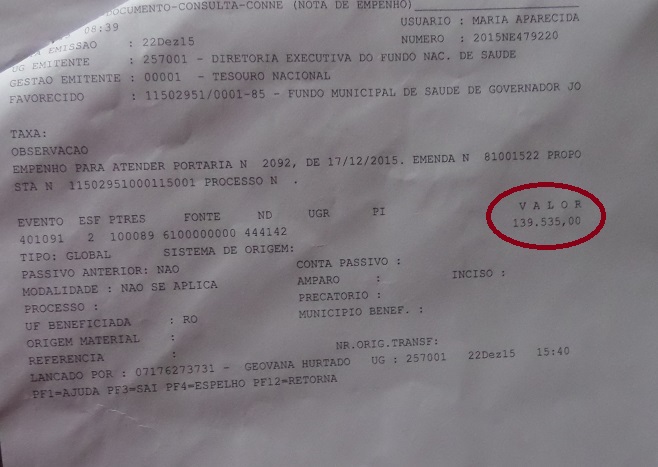 DOCUMENTO-CONSULTA-CONNE (NOTA DE EMPENHO)
08:39 USUARIO : MARIA APARECIDA
EMISSAO : 22Dez15 NUMERO : 2015NE479220
UG EMITENTE : 257001 - DIRETORIA EXECUTIVA DO FUNDO NAC. DE SAUDE
GESTAO EMITENTE : 00001 - TESOURO NACIONAL
FAVORECIDO : 11502951/0001-85 - FUNDO MUNICIPAL DE SAUDE DE GOVERNADOR JO
TAXA:
OBSERVACAO
EMPENHO PARA ATENDER PORTARIA N 2092, DE 17/12/2015. EMENDA N 81001522 PROPO
STA N 11502951000115001 PROCESSO N .
EVENTO ESF PTRES FONTE ND UGR PI V A L O R
401091 2 100089 6100000000 444142 139.535,00
TIPO: GLOBAL SISTEMA DE ORIGEM:
PASSIVO ANTERIOR: NAO CONTA PASSIVO :
MODALIDADE : NAO SE APLICA AMPARO : INCISO :
PROCESSO : PRECATORIO :
UF BENEFICIADA : RO MUNICIPIO BENEF. :
ORIGEM MATERIAL :
REFERENCIA : NR.ORIG.TRANSF:
LANCADO POR : 07176273731 - GEOVANA HURTADO UG : 257001 22Dez15 15:40
PF1=AJUDA PF3=SAI PF4=ESPELHO PF12=RETORNA